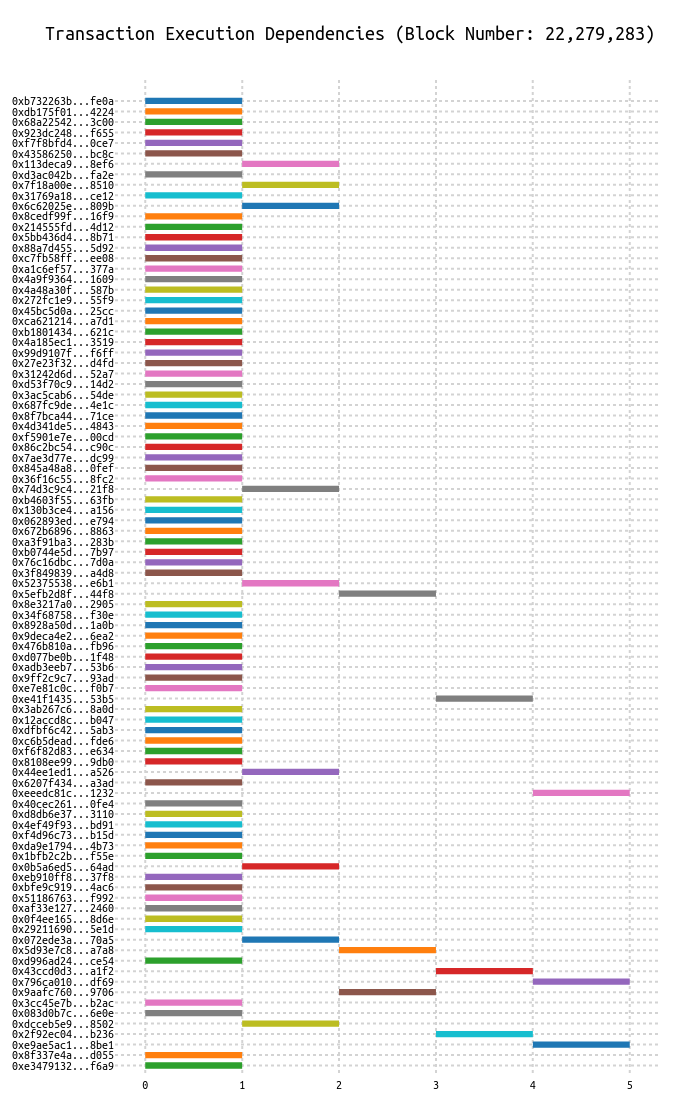 Transaction Execution Dependencies (Block Number: 22,279,283)
0xb732263b...fe0a
0xdb175f01...4224
0x68a22542...3c00
0x923dc248...f655
0xf7f8bfd4...0ce7
0x43586250...bc8c
0x113deca9...8ef6
0xd3ac042b...fa2e
0x7f18a00e...8510
0x31769a18...ce12
0x6c62025e...809b
0x8cedf99f...16f9
0x214555fd...4d12
0x5bb436d4...8b71
0x88a7d455...5d92
0xc7fb58ff...ee08
0xa1c6ef57...377a
0x4a9f9364...1609
0x4a48a30f...587b
0x272fc1e9...55f9
0x45bc5d0a...25cc
0xca621214...a7d1
0xb1801434...621c
0x4a185ec1...3519
0x99d9107f...f6ff
0x27e23f32...d4fd
0x31242d6d...52a7
0xd53f70c9...14d2
0x3ac5cab6...54de
0x687fc9de...4e1c
0x8f7bca44...71ce
0x4d341de5...4843
0xf5901e7e...00cd
0x86c2bc54...c90c
0x7ae3d77e...dc99
0x845a48a8...0fef
0x36f16c55...8fc2
0x74d3c9c4...21f8
0xb4603f55...63fb
0x130b3ce4...a156
0x062893ed...e794
0x672b6896...8863
0xa3f91ba3...283b
0xb0744e5d...7b97
0x76c16dbc...7d0a
0x3f849839...a4d8
0x52375538...e6b1
0x5efb2d8f...44f8
0x8e3217a0...2905
0x34f68758...f30e
0x8928a50d...1a0b
0x9deca4e2...6ea2
0x476b810a...fb96
0xd077be0b...1f48
0xadb3eeb7...53b6
0x9ff2c9c7...93ad
0xe7e81c0c...f0b7
0xe41f1435...53b5
0x3ab267c6...8a0d
0x12accd8c...b047
0xdfbf6c42...5ab3
0xc6b5dead...fde6
0xf6f82d83...e634
0x8108ee99...9db0
0x44ee1ed1...a526
0x6207f434...a3ad
0xeeedc81c...1232
0x40cec261...0fe4
0xd8db6e37...3110
0x4ef49f93...bd91
0xf4d96c73...b15d
0xda9e1794...4b73
0x1bfb2c2b...f55e
0x0b5a6ed5...64ad
0xeb910ff8...37f8
0xbfe9c919...4ac6
0x51186763...f992
0xaf33e127...2460
0x0f4ee165...8d6e
0x29211690...5e1d
0x072ede3a...70a5
0x5d93e7c8...a7a8
0xd996ad24...ce54
0x43ccd0d3...a1f2
0x796ca010...df69
0x9aafc760...9706
0x3cc45e7b...b2ac
0x083d0b7c...6e0e
0xdcceb5e9...8502
0x2f92ec04...b236
0xe9ae5ac1...8be1
0x8f337e4a...d055
0xe3479132...f6a9
0 1 2 3 4 5